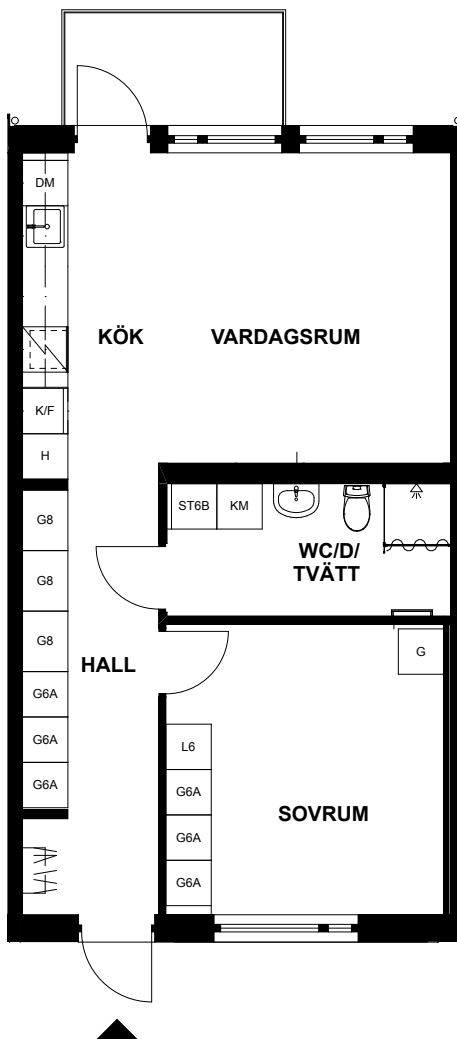 DM
KÖK
VARDAGSRUM
K/F
H
ST6B
KM
G8
WC/D/
TVÄTT
G8
G8
HALL
G
G6A
G6A
G6A
L6
G6A
SOVRUM
G6A
G6A